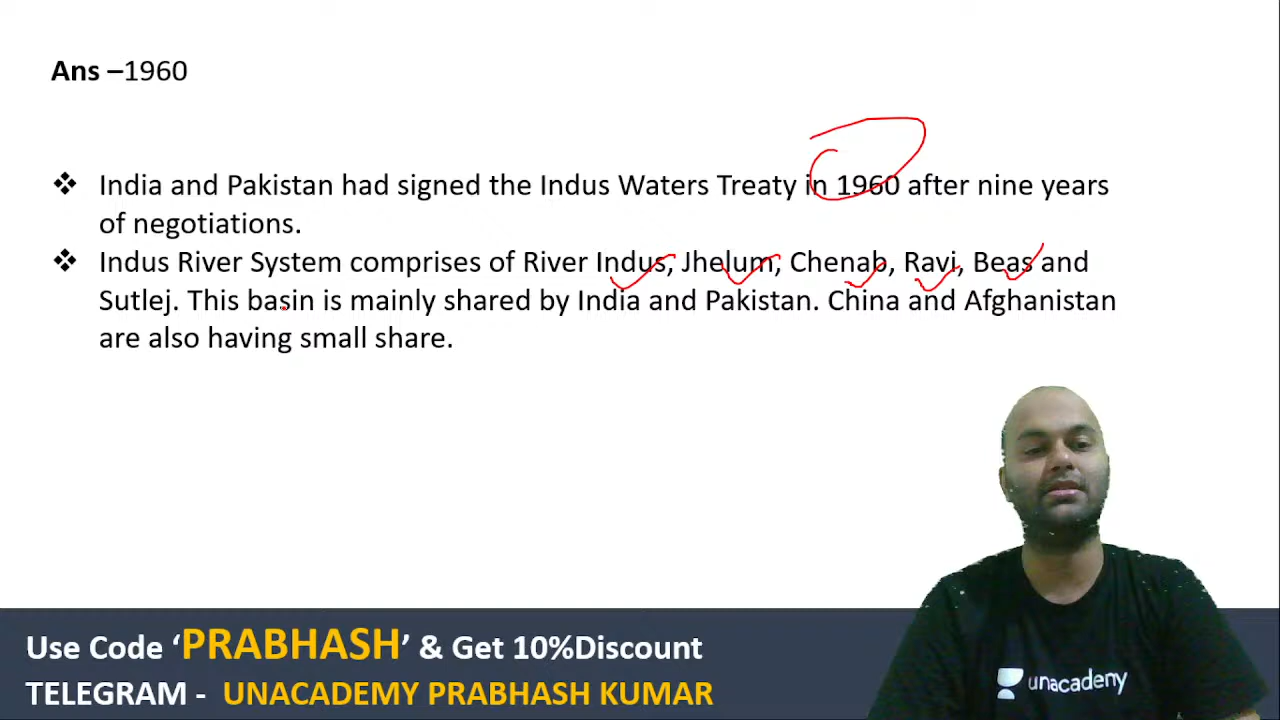 Ans –1960
❖ India and Pakistan had signed the Indus Waters Treaty in 1960 after nine years
of negotiations.
❖ Indus River System comprises of River Indus, Jhelum, Chenab, Ravi, Beas and
Sutlej. This basin is mainly shared by India and Pakistan. China and Afghanistan
are also having small share.
Use Code ‘PRABHASH’ & Get 10%Discount
TELEGRAM - UNACADEMY PRABHASH KUMAR
unacademy